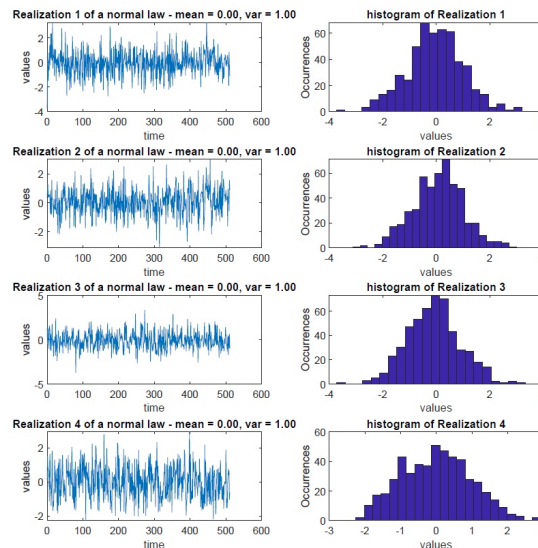 Realization 1 of a normal law - mean = 0.00, var = 1.00
values
2
0
-2
-4
0 100 200 300 400 500 600
time
histogram of Realization 1
Occurrences
60
40
20
0
-4 -2 0 2
values
Realization 2 of a normal law - mean = 0.00, var = 1.00
values
2
0
-2
0 100 200 300 400 500 600
time
histogram of Realization 2
Occurrences
60
40
20
0
-4 -2 0 2
values
Realization 3 of a normal law - mean = 0.00, var = 1.00
values
5
0
-5
0 100 200 300 400 500 600
time
histogram of Realization 3
Occurrences
60
40
20
0
-4 -2 0 2
values
Realization 4 of a normal law - mean = 0.00, var = 1.00
values
2
0
-2
0 100 200 300 400 500 600
time
histogram of Realization 4
Occurrences
60
40
20
0
-3 -2 -1 0 1 2
values